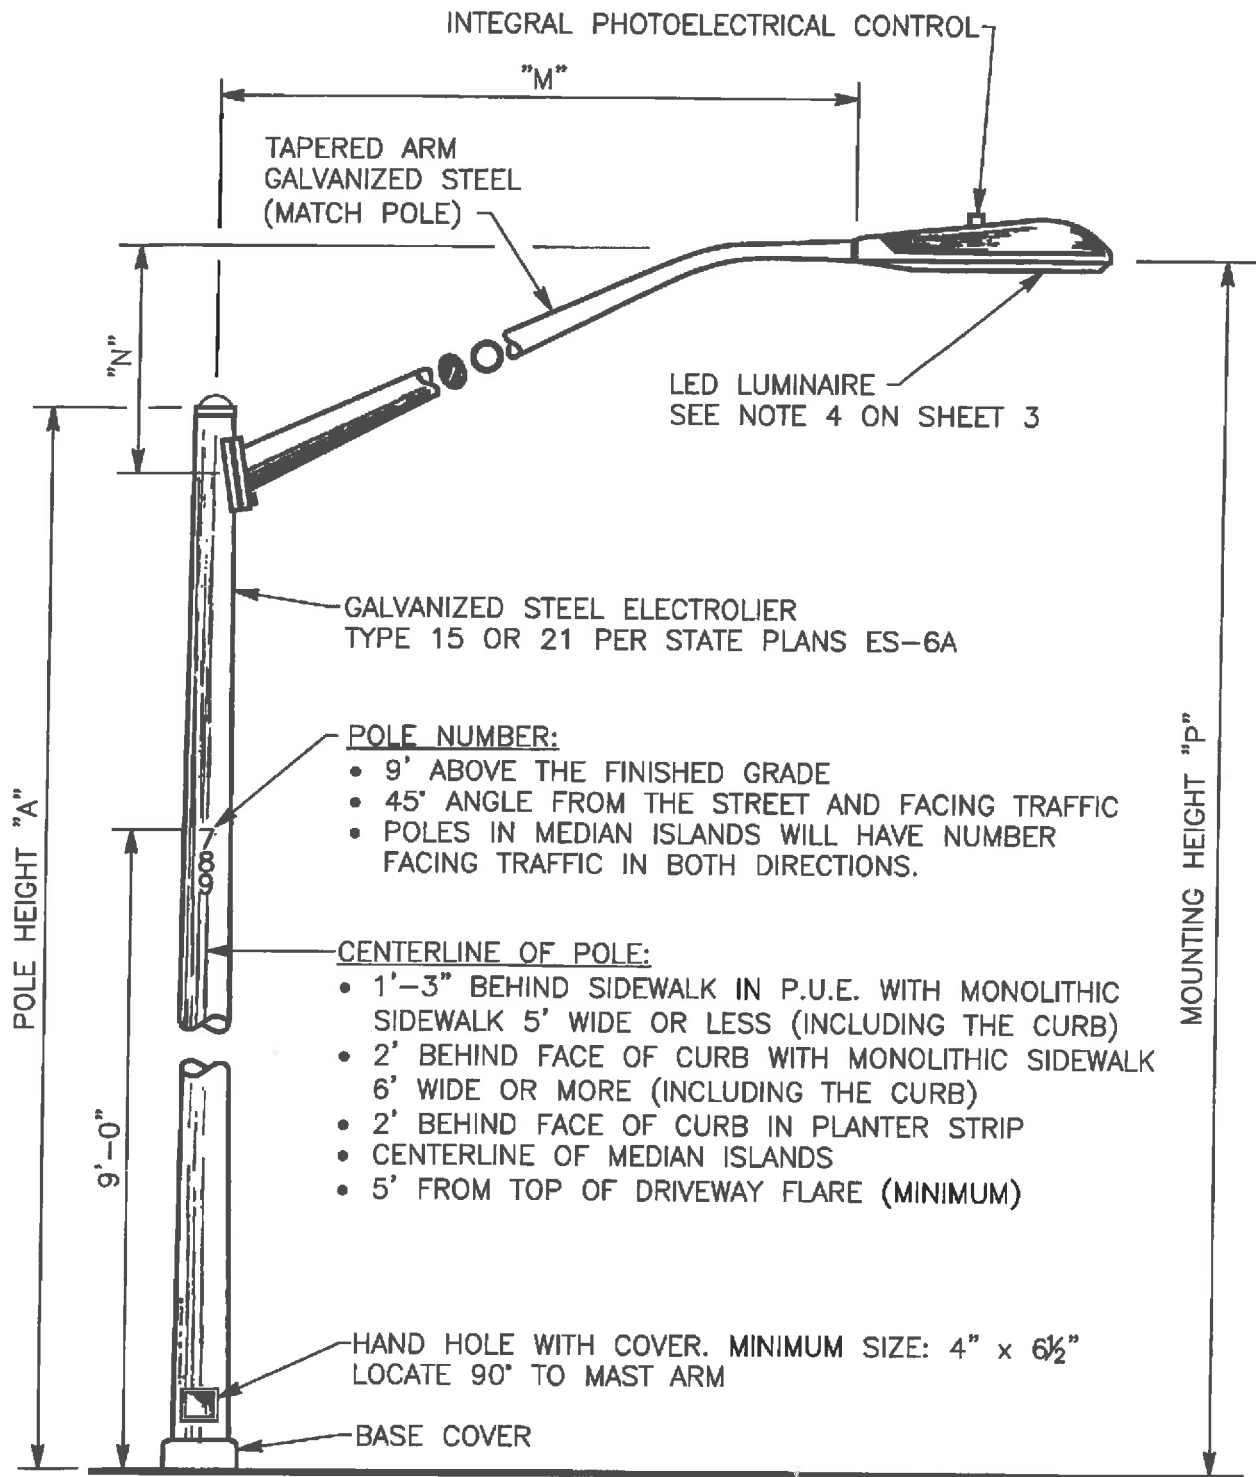 INTEGRAL PHOTOELECTRICAL CONTROL
"M"
TAPERED ARM
GALVANIZED STEEL
(MATCH POLE)
"N"
LED LUMINAIRE
SEE NOTE 4 ON SHEET 3
GALVANIZED STEEL ELECTROLIER
TYPE 15 OR 21 PER STATE PLANS ES-6A
POLE NUMBER:
• 9' ABOVE THE FINISHED GRADE
• 45° ANGLE FROM THE STREET AND FACING TRAFFIC
• POLES IN MEDIAN ISLANDS WILL HAVE NUMBER
FACING TRAFFIC IN BOTH DIRECTIONS.
7
8
9
POLE HEIGHT "A"
MOUNTING HEIGHT "P"
CENTERLINE OF POLE:
• 1'-3" BEHIND SIDEWALK IN P.U.E. WITH MONOLITHIC
SIDEWALK 5' WIDE OR LESS (INCLUDING THE CURB)
• 2' BEHIND FACE OF CURB WITH MONOLITHIC SIDEWALK
6' WIDE OR MORE (INCLUDING THE CURB)
• 2' BEHIND FACE OF CURB IN PLANTER STRIP
• CENTERLINE OF MEDIAN ISLANDS
• 5' FROM TOP OF DRIVEWAY FLARE (MINIMUM)
9'-0"
HAND HOLE WITH COVER. MINIMUM SIZE: 4" x 6½"
LOCATE 90° TO MAST ARM
BASE COVER